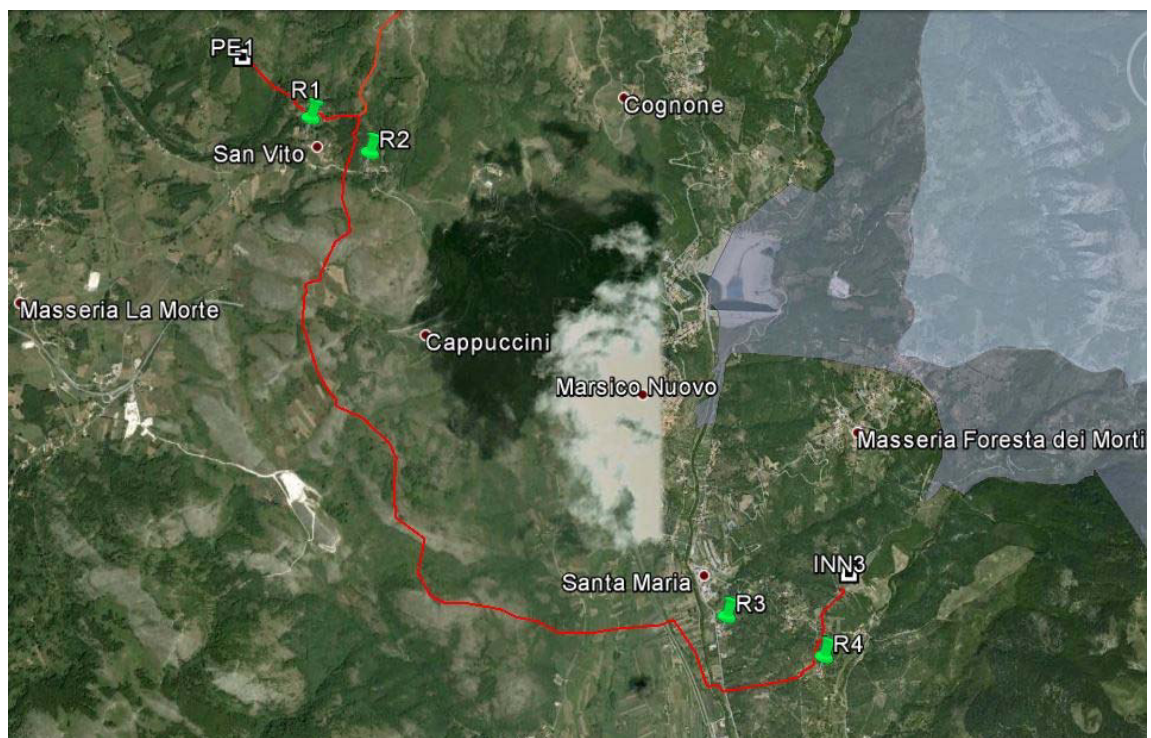 PE1
R1
Cognone
R2
San Vito
Masseria La Morte
Cappuccini
Marsico Nuovo
Masseria Foresta dei Morti
INN3
Santa Maria
R3
R4